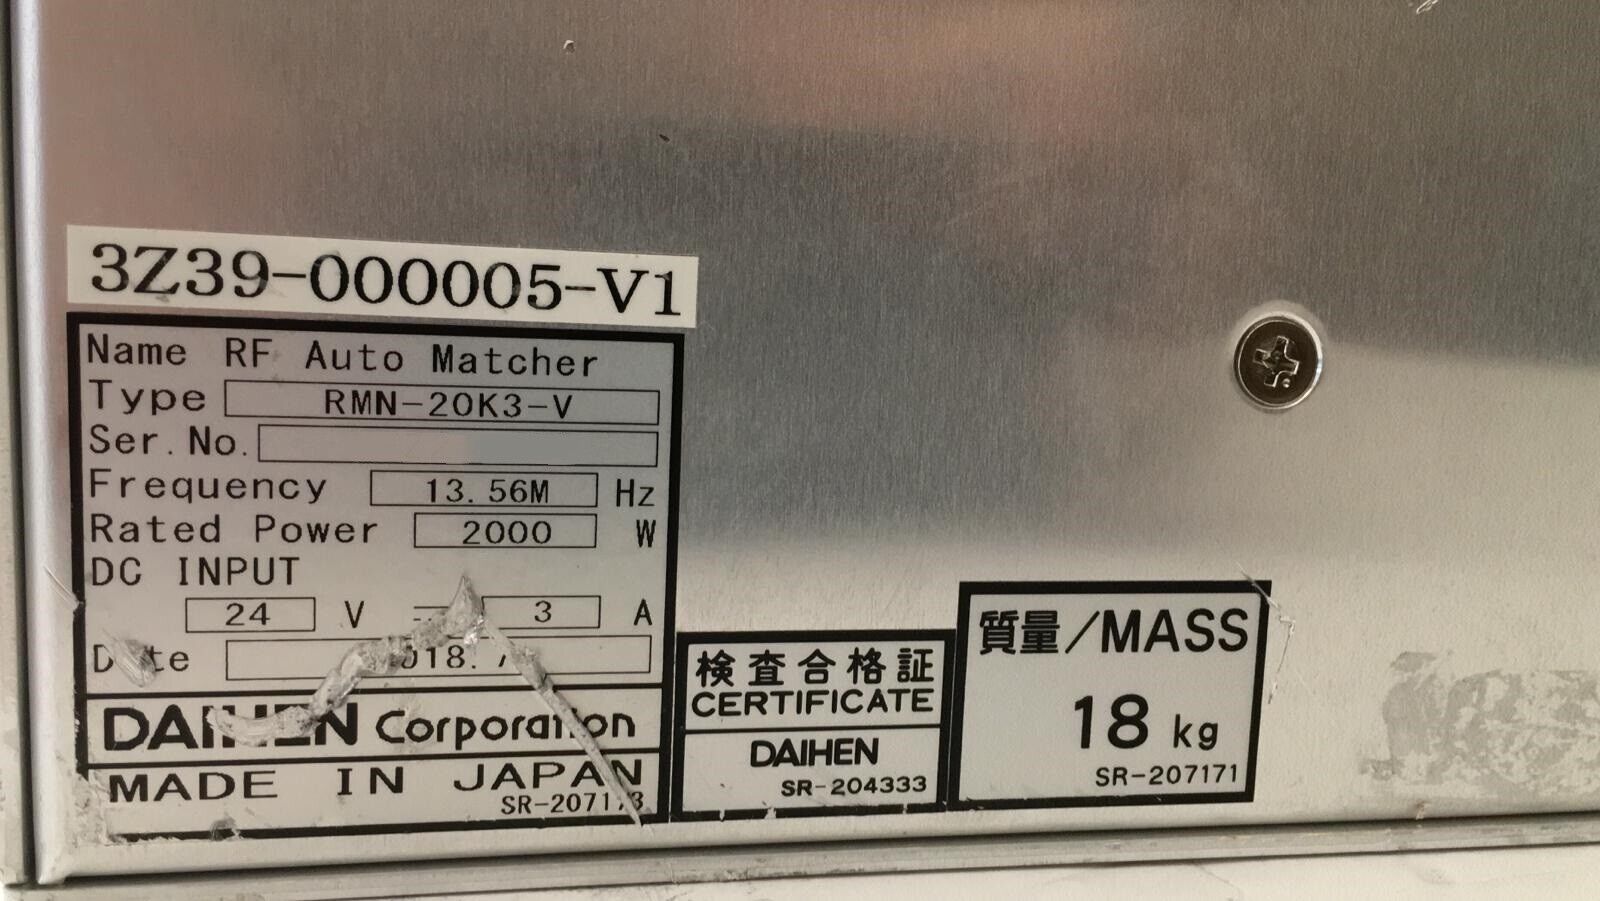 3Z39-000005-V1
Name RF Auto Matcher
Type RMN-20K3-V
Ser.No.
Frequency 13.56M Hz
Rated Power 2000 W
DC INPUT
24 V 3 A
Date
DAIHEN Corporation
MADE IN JAPAN
検査合格証
CERTIFICATE
DAIHEN
SR-204333
質量/MASS
18 kg
SR-207171